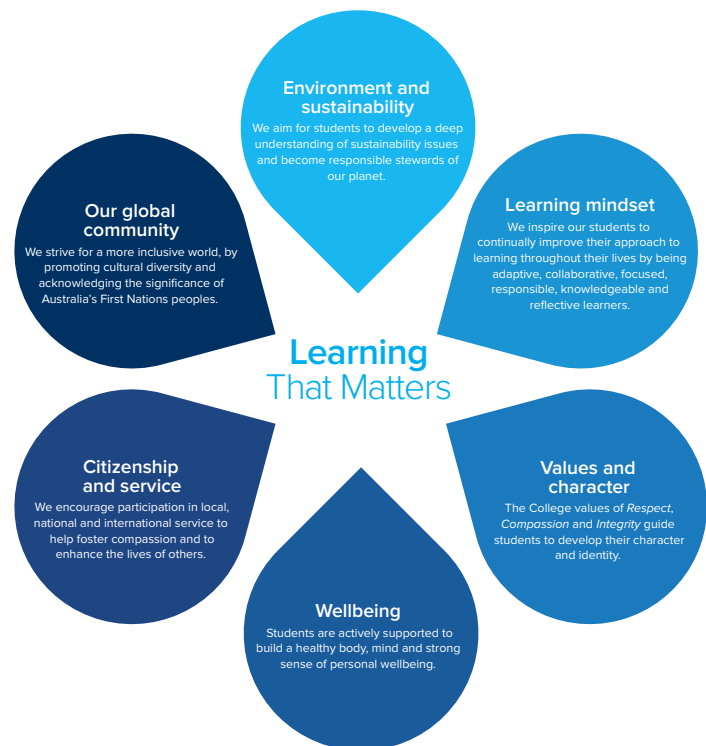 Environment and
sustainability
We aim for students to develop a deep
understanding of sustainability issues
and become responsible stewards of
our planet.
Learning mindset
We inspire our students to
continually improve their approach to
learning throughout their lives by being
adaptive, collaborative, focused,
responsible, knowledgeable and
reflective learners.
Our global
community
We strive for a more inclusive world, by
promoting cultural diversity and
acknowledging the significance of
Australia’s First Nations peoples.
Learning
That Matters
Values and
character
The College values of Respect,
Compassion and Integrity guide
students to develop their character
and identity.
Citizenship
and service
We encourage participation in local,
national and international service to
help foster compassion and to
enhance the lives of others.
Wellbeing
Students are actively supported to
build a healthy body, mind and strong
sense of personal wellbeing.